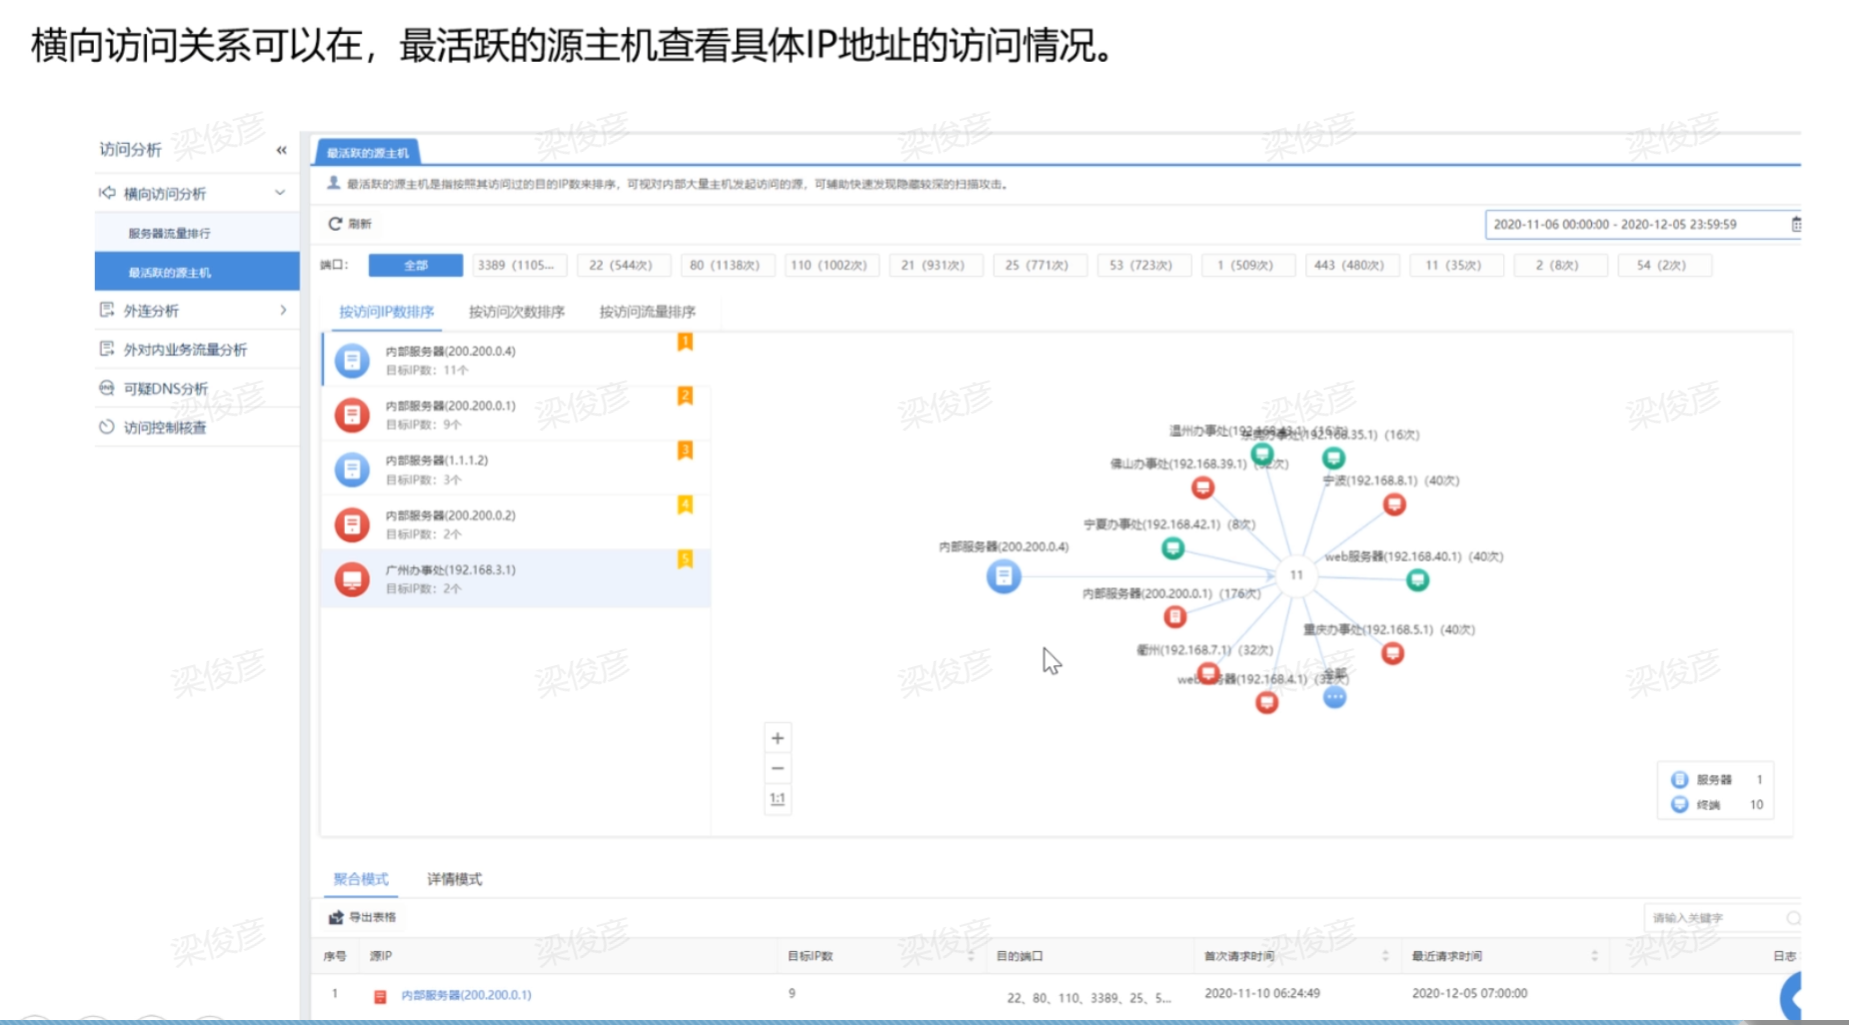 横向访问关系可以在，最活跃的源主机查看具体IP地址的访问情况。
访问分析
横向访问分析
服务器流量排行
最活跃的源主机
外连分析
外对内业务流量分析
可疑DNS分析
访问控制核查
最活跃的源主机
最活跃的源主机是指按照其访问过的目的IP数来排序，可视对内部大量主机发起访问的源，可辅助快速发现隐藏较深的扫描攻击。
刷新
2020-11-06 00:00:00 - 2020-12-05 23:59:59
端口： 全部 3389（1105... 22（544次） 80（1138次） 110（1002次） 21（931次） 25（771次） 53（723次） 1（509次） 443（480次） 11（35次） 2（8次） 54（2次）
按访问IP数排序 按访问次数排序 按访问流量排序
内部服务器(200.200.0.4) 1
目标IP数：11个
内部服务器(200.200.0.1) 2
目标IP数：9个
内部服务器(1.1.1.2) 3
目标IP数：3个
内部服务器(200.200.0.2) 4
目标IP数：2个
广州办事处(192.168.3.1) 5
目标IP数：2个
温州办事处(192.168.43.1)
办事处(192.168.35.1)（16次）
佛山办事处(192.168.39.1)
宁波(192.168.8.1)（40次）
宁夏办事处(192.168.42.1)（8次）
内部服务器(200.200.0.4)
web服务器(192.168.40.1)（40次）
11
内部服务器(200.200.0.1)（176次）
重庆办事处(192.168.5.1)（40次）
衢州(192.168.7.1)（32次）
全部
web服务器(192.168.4.1)（32次）
1:1
服务器 1
终端 10
聚合模式 详情模式
导出表格
请输入关键字
序号 源IP 目标IP数 目的端口 首次请求时间 最近请求时间 日志
1 内部服务器(200.200.0.1) 9 22、80、110、3389、25、5... 2020-11-10 06:24:49 2020-12-05 07:00:00
梁俊彦